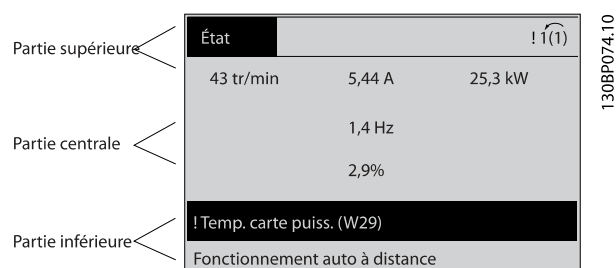 Partie supérieure
État
! 1(1)
43 tr/min 5,44 A 25,3 kW
Partie centrale
1,4 Hz
2,9%
! Temp. carte puiss. (W29)
Partie inférieure
Fonctionnement auto à distance
130BP074.10